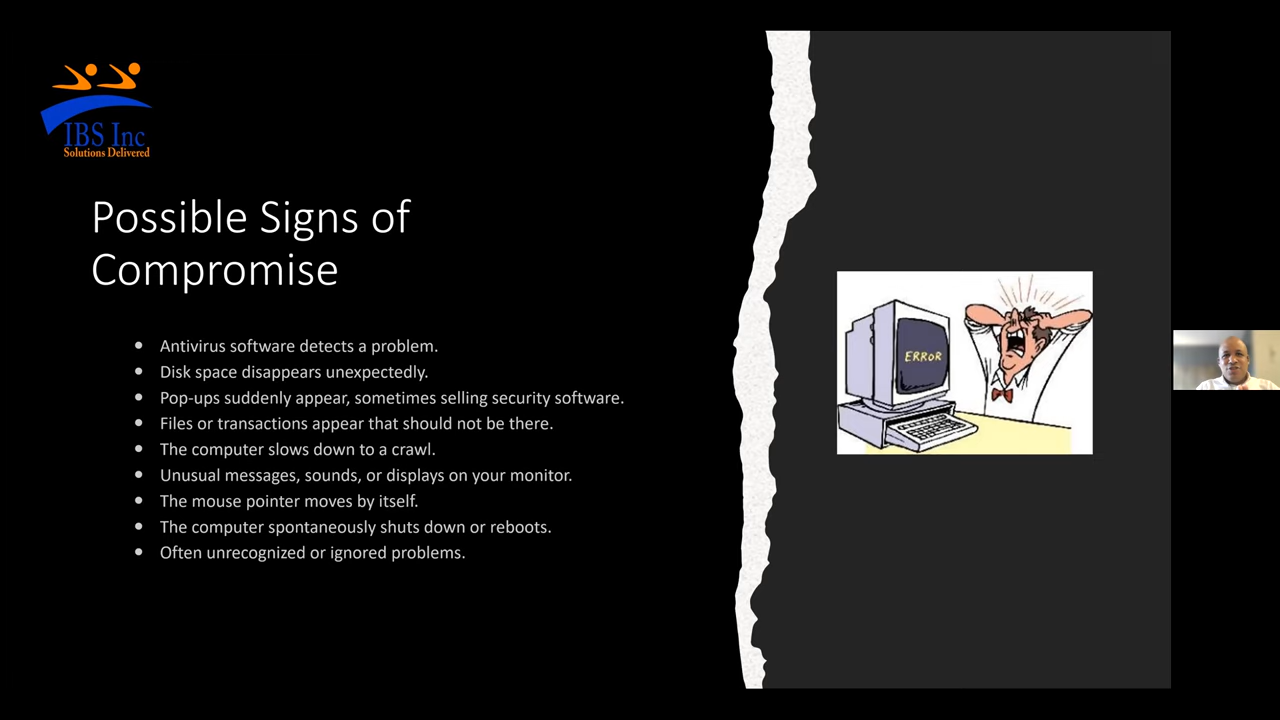 IBS Inc
Solutions Delivered
Possible Signs of
Compromise
Antivirus software detects a problem.
Disk space disappears unexpectedly.
Pop-ups suddenly appear, sometimes selling security software.
Files or transactions appear that should not be there.
The computer slows down to a crawl.
Unusual messages, sounds, or displays on your monitor.
The mouse pointer moves by itself.
The computer spontaneously shuts down or reboots.
Often unrecognized or ignored problems.
ERROR